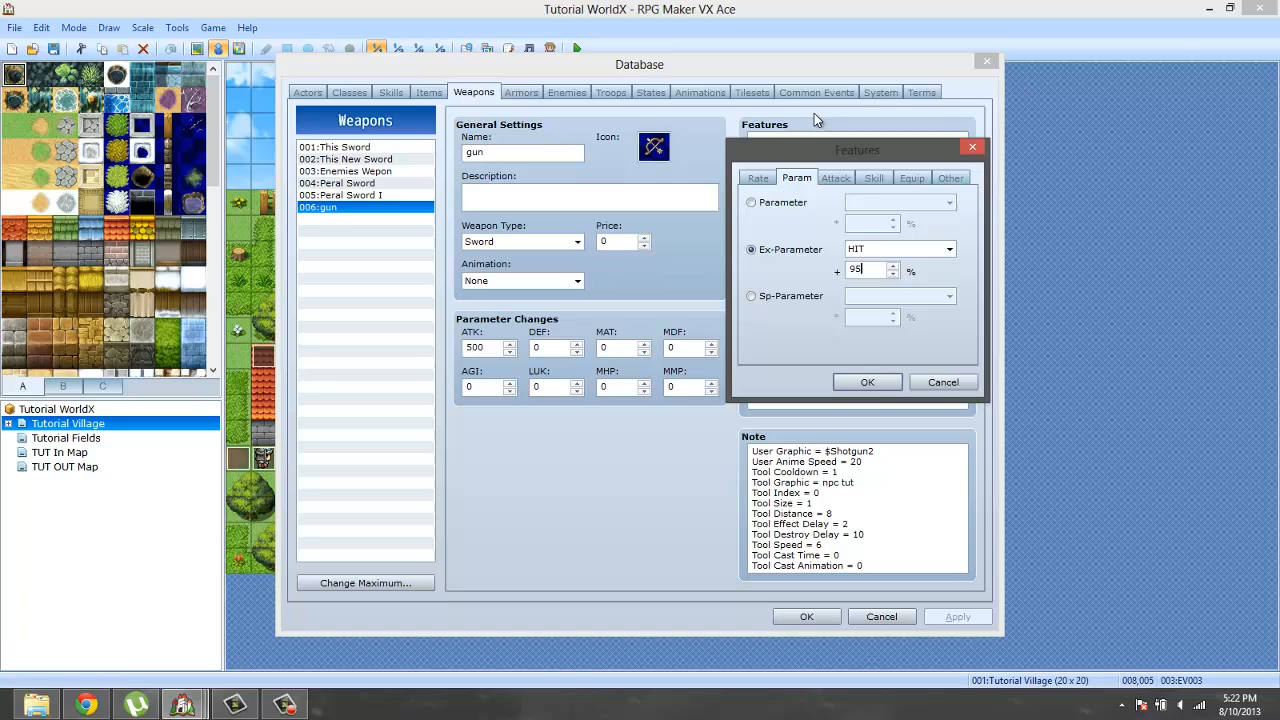 Tutorial WorldX - RPG Maker VX Ace
File Edit Mode Draw Scale Tools Game Help
Database
Actors Classes Skills Items Weapons Armors Enemies Troops States Animations Tilesets Common Events System Terms
Weapons
001:This Sword
002:This New Sword
003:Enemies Wepon
004:Peral Sword
005:Peral Sword I
006:gun
Change Maximum...
General Settings
Name:
gun
Icon:
Description:
Weapon Type:
Sword
Price:
0
Animation:
None
Parameter Changes
ATK: DEF: MAT: MDF:
500 0 0 0
AGI: LUK: MHP: MMP:
0 0 0 0
Features
Features
Rate Param Attack Skill Equip Other
Parameter
* %
Ex-Parameter HIT
+ 95 %
Sp-Parameter
* %
OK Cancel
Note
User Graphic = $Shotgun2
User Anime Speed = 20
Tool Cooldown = 1
Tool Graphic = npc tut
Tool Index = 0
Tool Size = 1
Tool Distance = 8
Tool Effect Delay = 2
Tool Destroy Delay = 10
Tool Speed = 6
Tool Cast Time = 0
Tool Cast Animation = 0
OK Cancel Apply
A B C
Tutorial WorldX
Tutorial Village
Tutorial Fields
TUT In Map
TUT OUT Map
001:Tutorial Village (20 x 20) 008,005 003:EV003
5:22 PM
8/10/2013